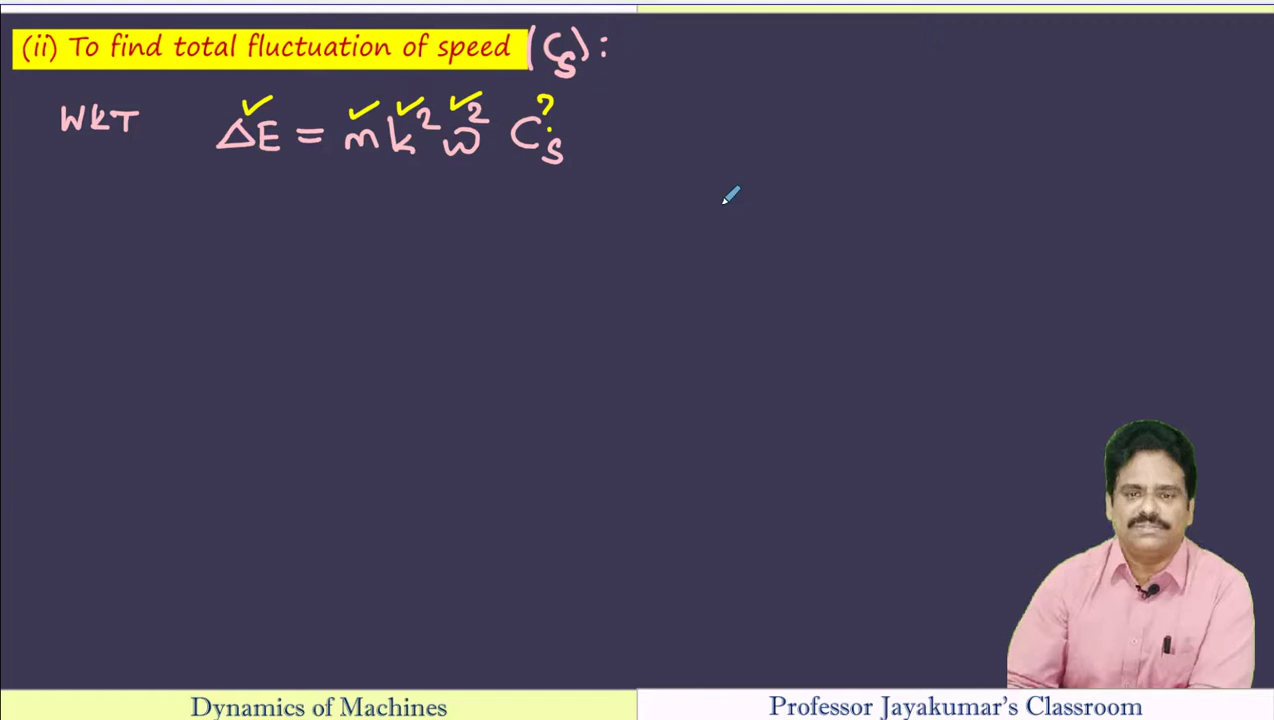 (ii) To find total fluctuation of speed (Cs) :
WKT ΔE = mk²ω² Cs
✓ ✓ ✓ ✓ ?
Dynamics of Machines
Professor Jayakumar's Classroom